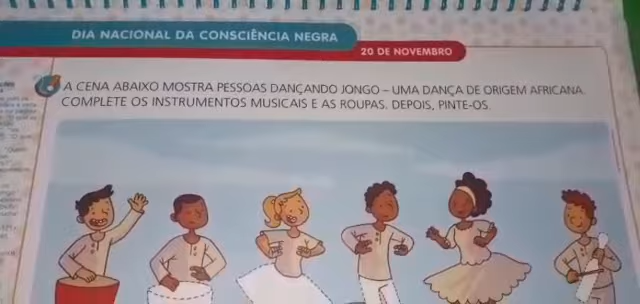 DIA NACIONAL DA CONSCIÊNCIA NEGRA
20 DE NOVEMBRO
A CENA ABAIXO MOSTRA PESSOAS DANÇANDO JONGO – UMA DANÇA DE ORIGEM AFRICANA.
COMPLETE OS INSTRUMENTOS MUSICAIS E AS ROUPAS. DEPOIS, PINTE-OS.